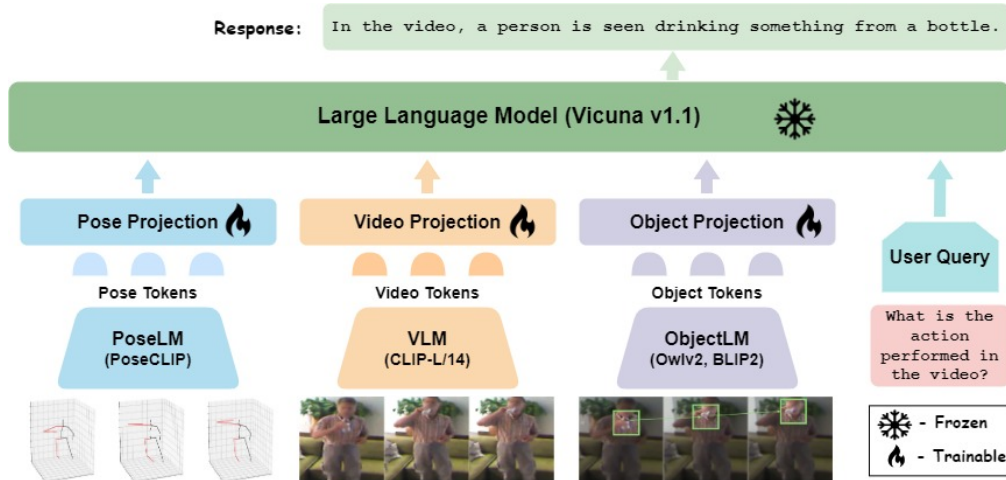 Response:
In the video, a person is seen drinking something from a bottle.
Large Language Model (Vicuna v1.1)
Pose Projection
Video Projection
Object Projection
User Query
Pose Tokens
Video Tokens
Object Tokens
PoseLM
(PoseCLIP)
VLM
(CLIP-L/14)
ObjectLM
(Owlv2, BLIP2)
What is the
action
performed in
the video?
- Frozen
- Trainable